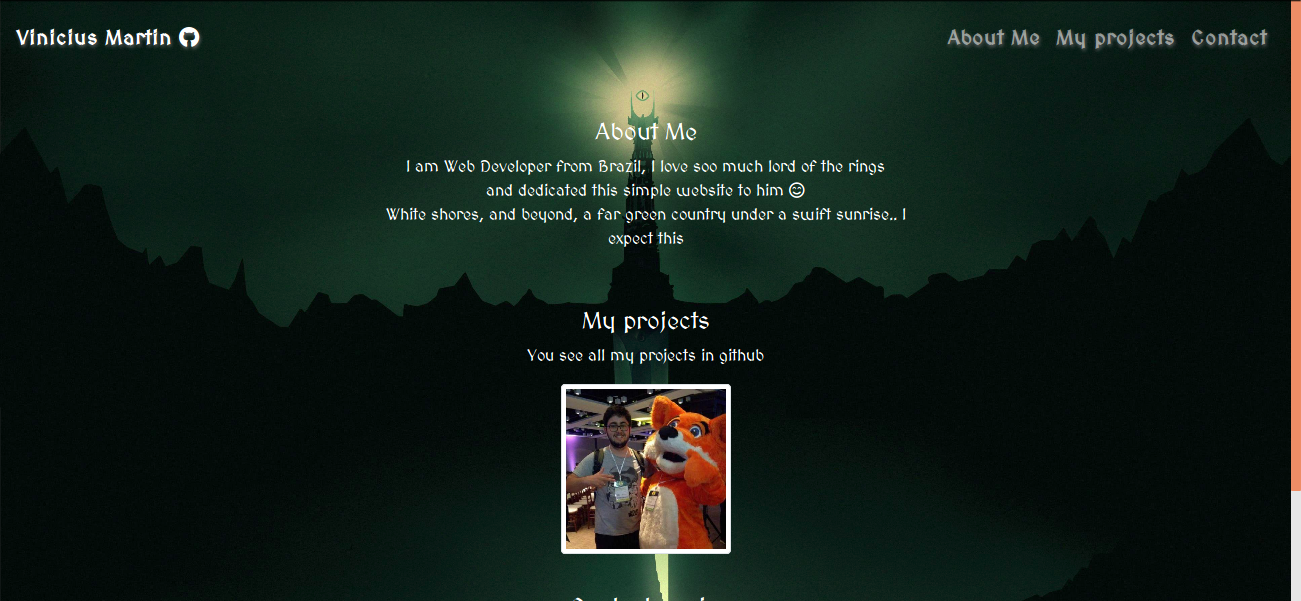 Vinicius Martin
About Me My projects Contact
About Me
I am Web Developer from Brazil, I love soo much lord of the rings
and dedicated this simple website to him 😊
White shores, and beyond, a far green country under a swift sunrise.. I
expect this
My projects
You see all my projects in github